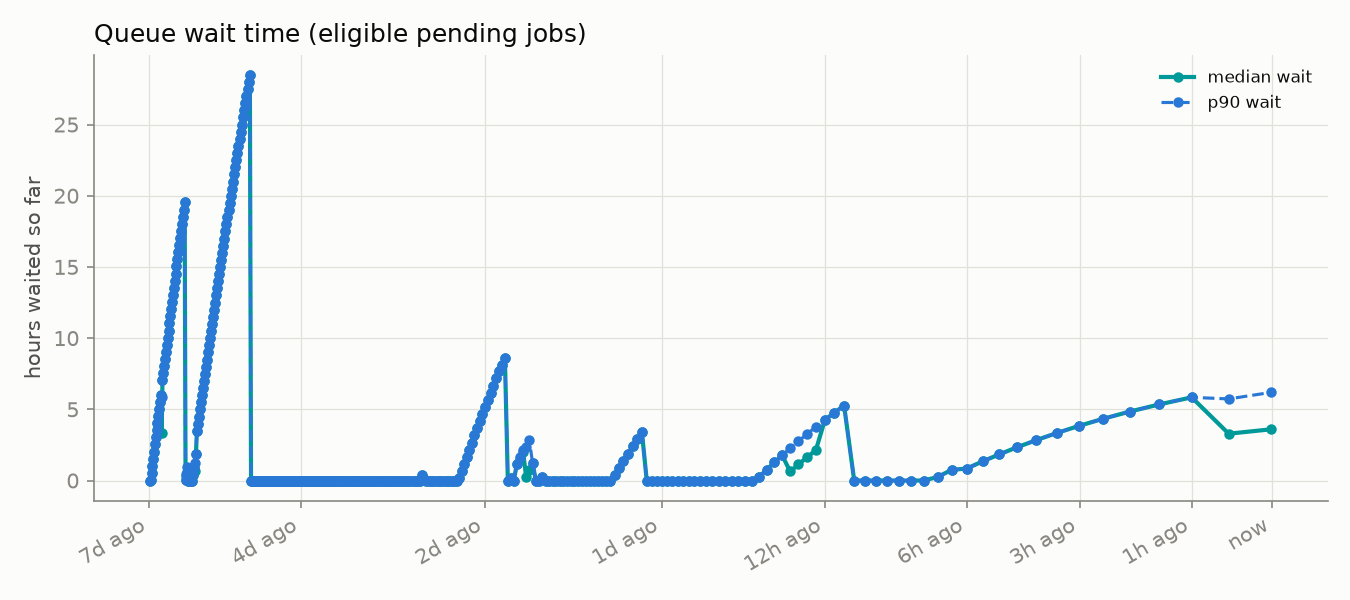 Queue wait time (eligible pending jobs)
median wait
p90 wait
hours waited so far
25
20
15
10
5
0
7d ago
4d ago
2d ago
1d ago
12h ago
6h ago
3h ago
1h ago
now